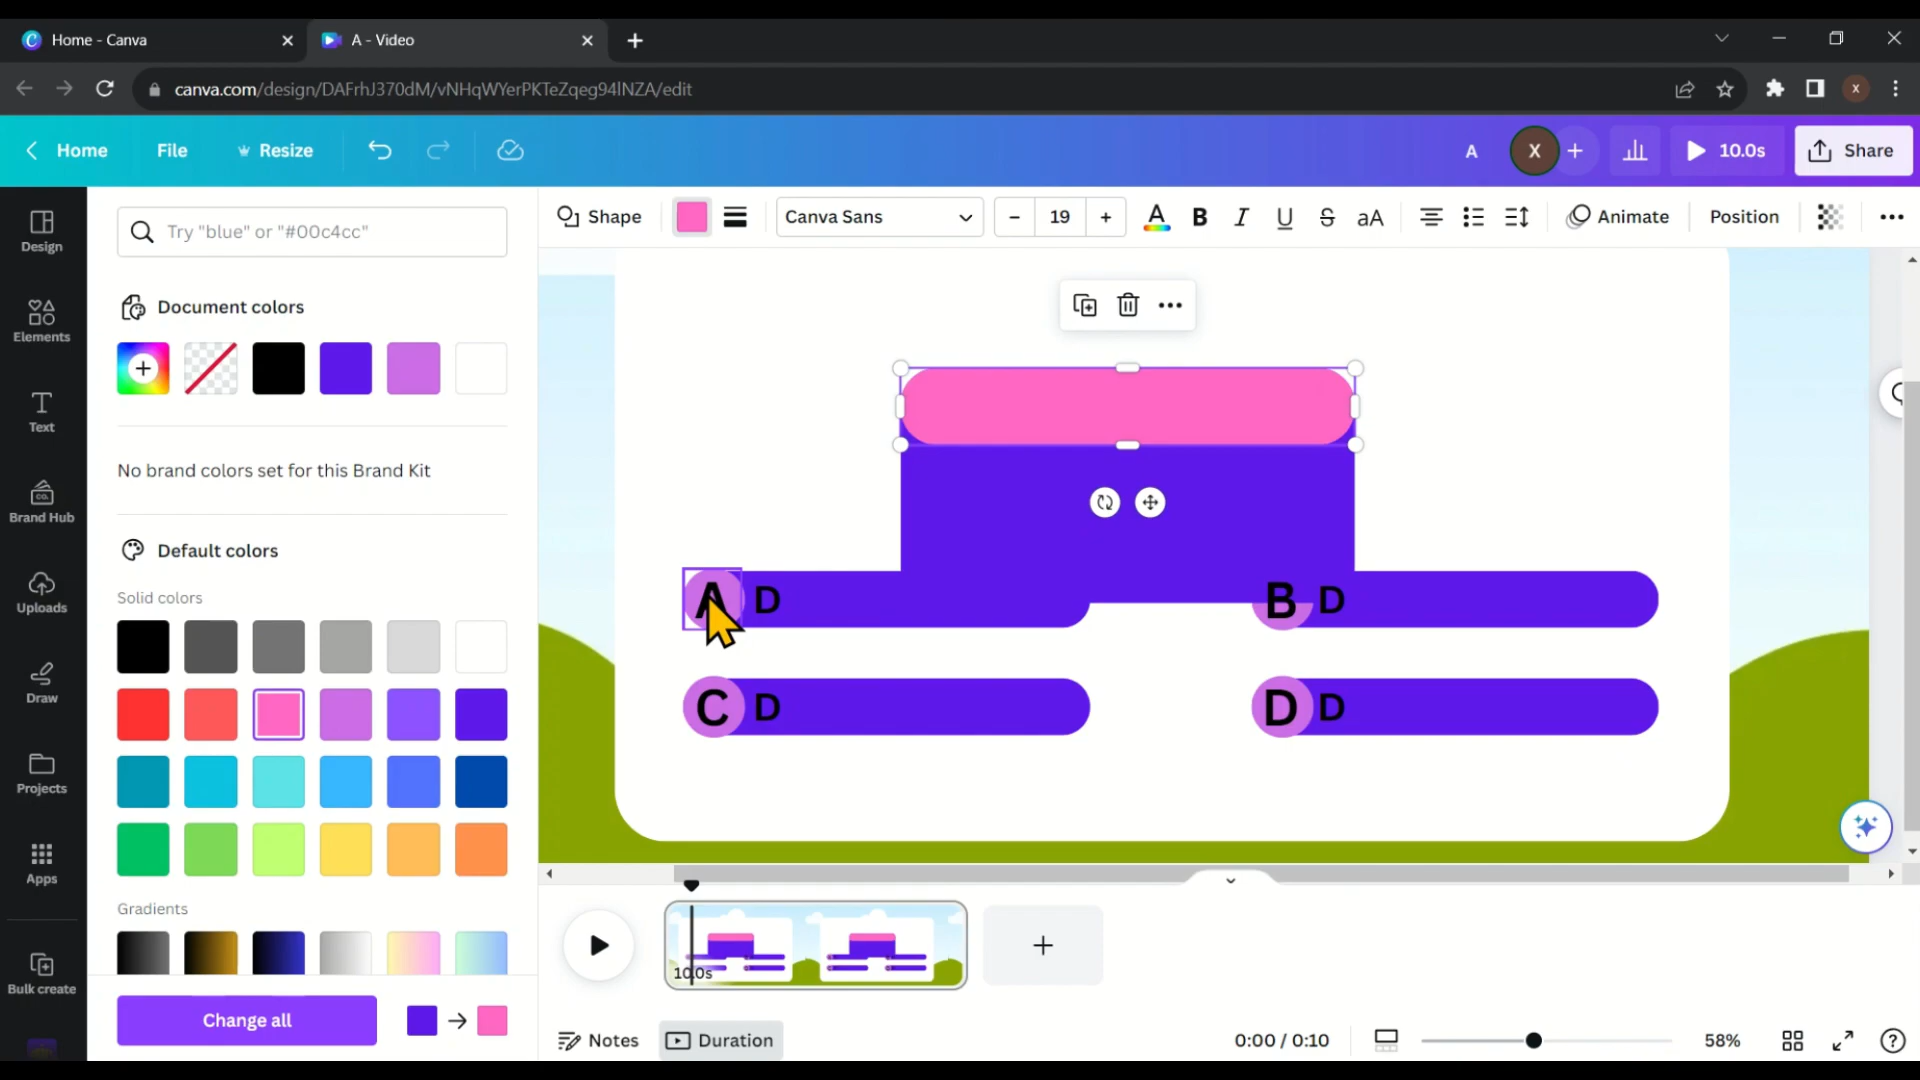 Home - Canva
A - Video
canva.com/design/DAFrhJ370dM/vNHqWYerPKTeZqeg94lNZA/edit
X
Home
File
Resize
A
X
10.0s
Share
Design
Elements
Text
Brand Hub
Uploads
Draw
Projects
Apps
Bulk create
Try "blue" or "#00c4cc"
Document colors
No brand colors set for this Brand Kit
Default colors
Solid colors
Gradients
Change all
Shape
Canva Sans
19
A
B
I
U
S
aA
Animate
Position
A D
B D
C D
D D
10.0s
Notes
Duration
0:00 / 0:10
58%